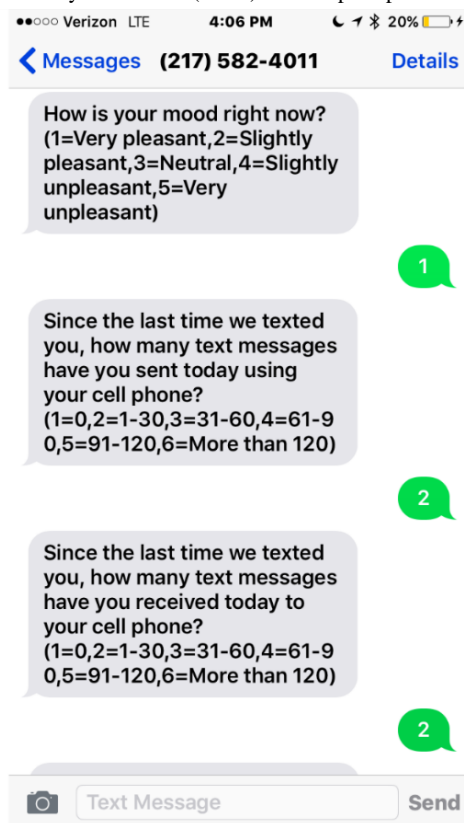 Verizon LTE 4:06 PM 20%
Messages (217) 582-4011 Details
How is your mood right now?
(1=Very pleasant,2=Slightly
pleasant,3=Neutral,4=Slightly
unpleasant,5=Very
unpleasant)
1
Since the last time we texted
you, how many text messages
have you sent today using
your cell phone?
(1=0,2=1-30,3=31-60,4=61-9
0,5=91-120,6=More than 120)
2
Since the last time we texted
you, how many text messages
have you received today to
your cell phone?
(1=0,2=1-30,3=31-60,4=61-9
0,5=91-120,6=More than 120)
2
Text Message Send